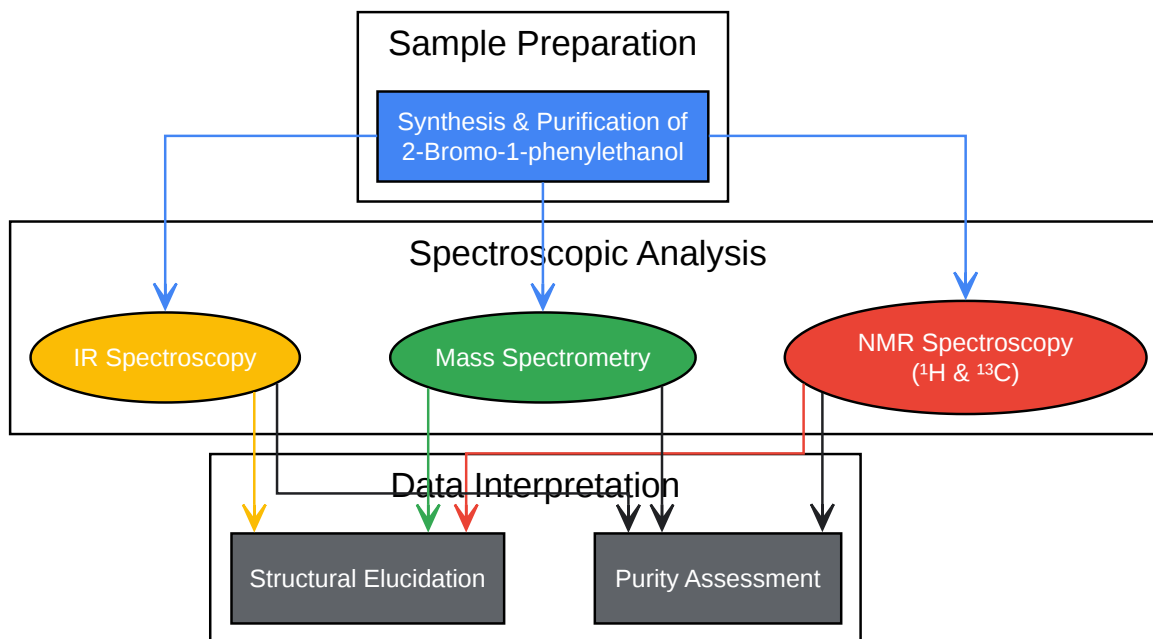 Sample Preparation
Synthesis & Purification of
2-Bromo-1-phenylethanol
Spectroscopic Analysis
IR Spectroscopy
Mass Spectrometry
NMR Spectroscopy
(¹H & ¹³C)
Data Interpretation
Structural Elucidation
Purity Assessment